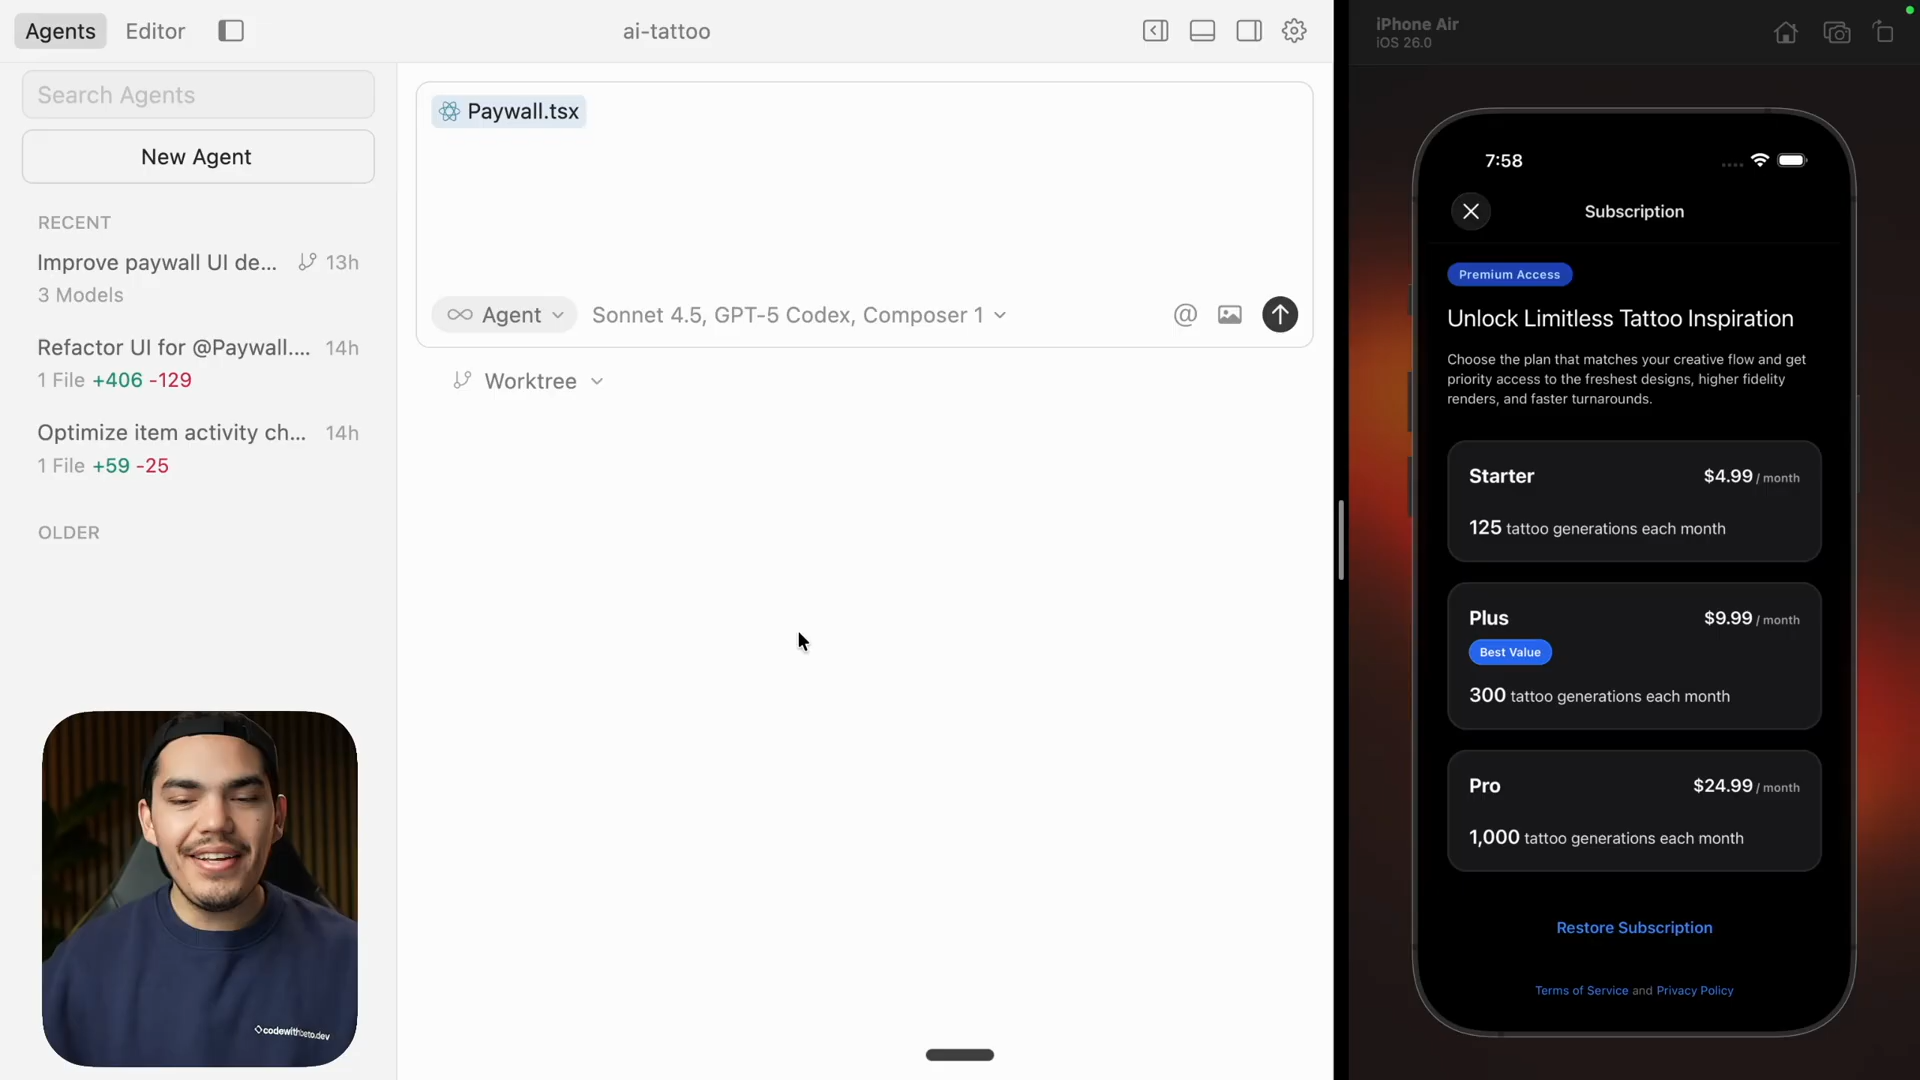 Agents
Editor
ai-tattoo
Search Agents
New Agent
RECENT
Improve paywall UI de... 13h
3 Models
Refactor UI for @Paywall.... 14h
1 File +406 -129
Optimize item activity ch... 14h
1 File +59 -25
OLDER
codewithbeto.dev
Paywall.tsx
Agent
Sonnet 4.5, GPT-5 Codex, Composer 1
@
Worktree
iPhone Air
iOS 26.0
7:58
Subscription
Premium Access
Unlock Limitless Tattoo Inspiration
Choose the plan that matches your creative flow and get
priority access to the freshest designs, higher fidelity
renders, and faster turnarounds.
Starter $4.99 / month
125 tattoo generations each month
Plus $9.99 / month
Best Value
300 tattoo generations each month
Pro $24.99 / month
1,000 tattoo generations each month
Restore Subscription
Terms of Service and Privacy Policy